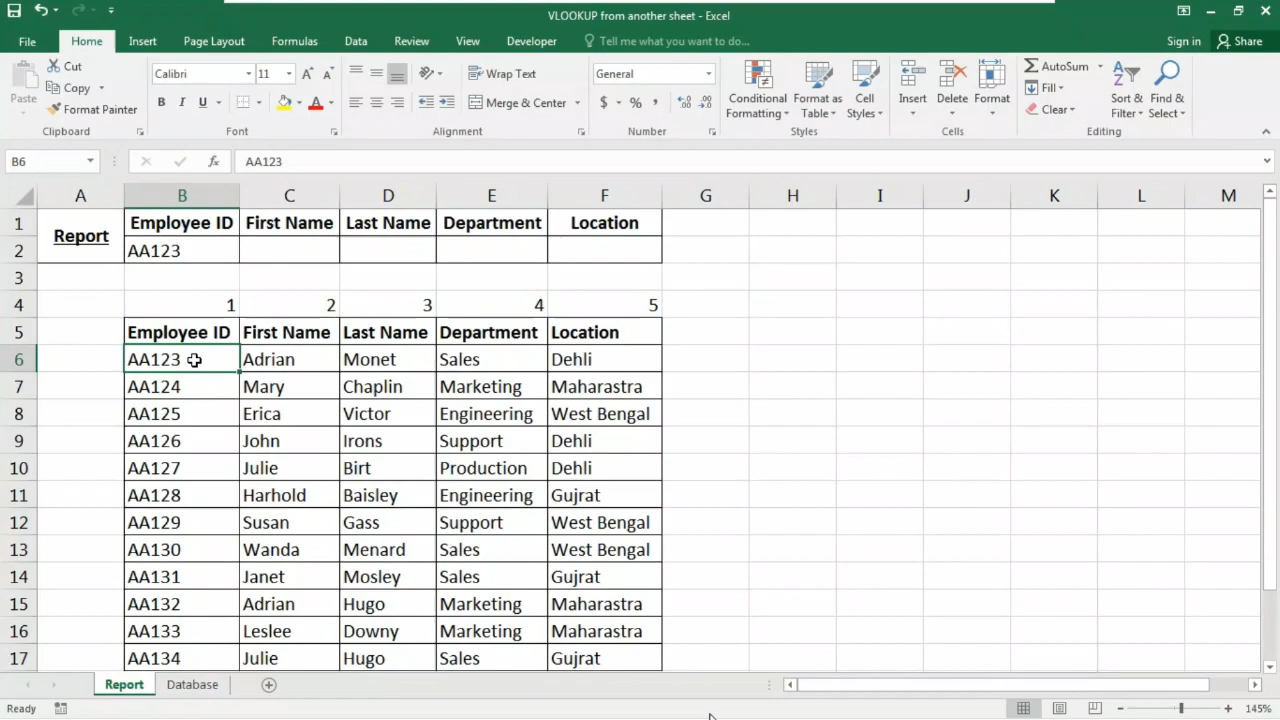 VLOOKUP from another sheet - Excel
File Home Insert Page Layout Formulas Data Review View Developer Tell me what you want to do... Sign in Share
Paste
Cut
Copy
Format Painter
Clipboard
Calibri 11
B I U
Font
Wrap Text
Merge & Center
Alignment
General
$ % ,
Number
Conditional Formatting
Format as Table
Cell Styles
Styles
Insert
Delete
Format
Cells
AutoSum
Fill
Clear
Sort & Filter
Find & Select
Editing
B6 fx AA123
A B C D E F G H I J K L M
1 Report Employee ID First Name Last Name Department Location
2 AA123
3
4 1 2 3 4 5
5 Employee ID First Name Last Name Department Location
6 AA123 Adrian Monet Sales Dehli
7 AA124 Mary Chaplin Marketing Maharastra
8 AA125 Erica Victor Engineering West Bengal
9 AA126 John Irons Support Dehli
10 AA127 Julie Birt Production Dehli
11 AA128 Harhold Baisley Engineering Gujrat
12 AA129 Susan Gass Support West Bengal
13 AA130 Wanda Menard Sales West Bengal
14 AA131 Janet Mosley Sales Gujrat
15 AA132 Adrian Hugo Marketing Maharastra
16 AA133 Leslee Downy Marketing Maharastra
17 AA134 Julie Hugo Sales Gujrat
Report Database
Ready 145%